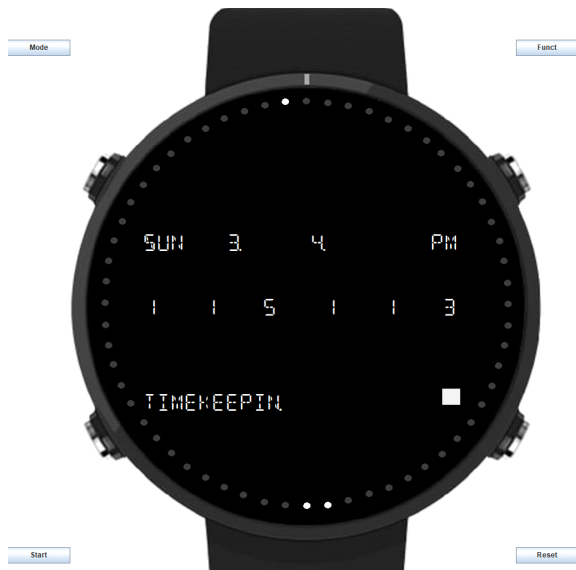 Mode
Funct
SUN 3. 4. PM
1 1 5 1 1 3
TIMEKEEPIN.
Start
Reset